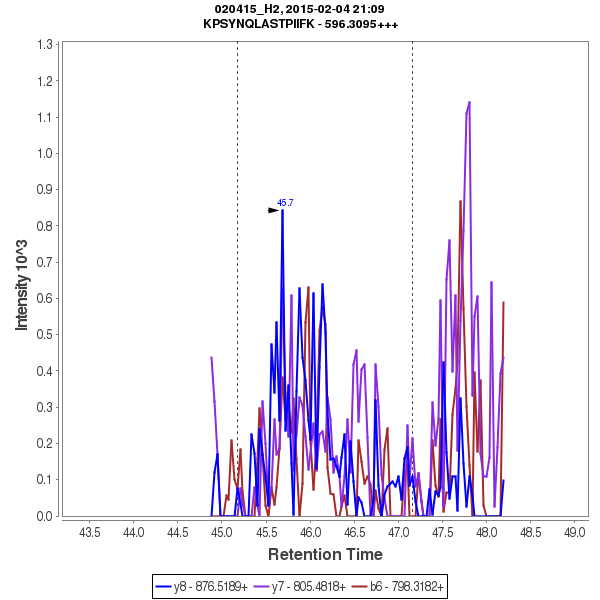 020415_H2, 2015-02-04 21:09
KPSYNQLASTPIIFK - 596.3095+++
1.3
1.2
1.1
1.0
0.9
0.8
0.7
0.6
0.5
0.4
0.3
0.2
0.1
0.0
Intensity 10^3
45.7
43.5 44.0 44.5 45.0 45.5 46.0 46.5 47.0 47.5 48.0 48.5 49.0
Retention Time
y8 - 876.5189+ y7 - 805.4818+ b6 - 798.3182+